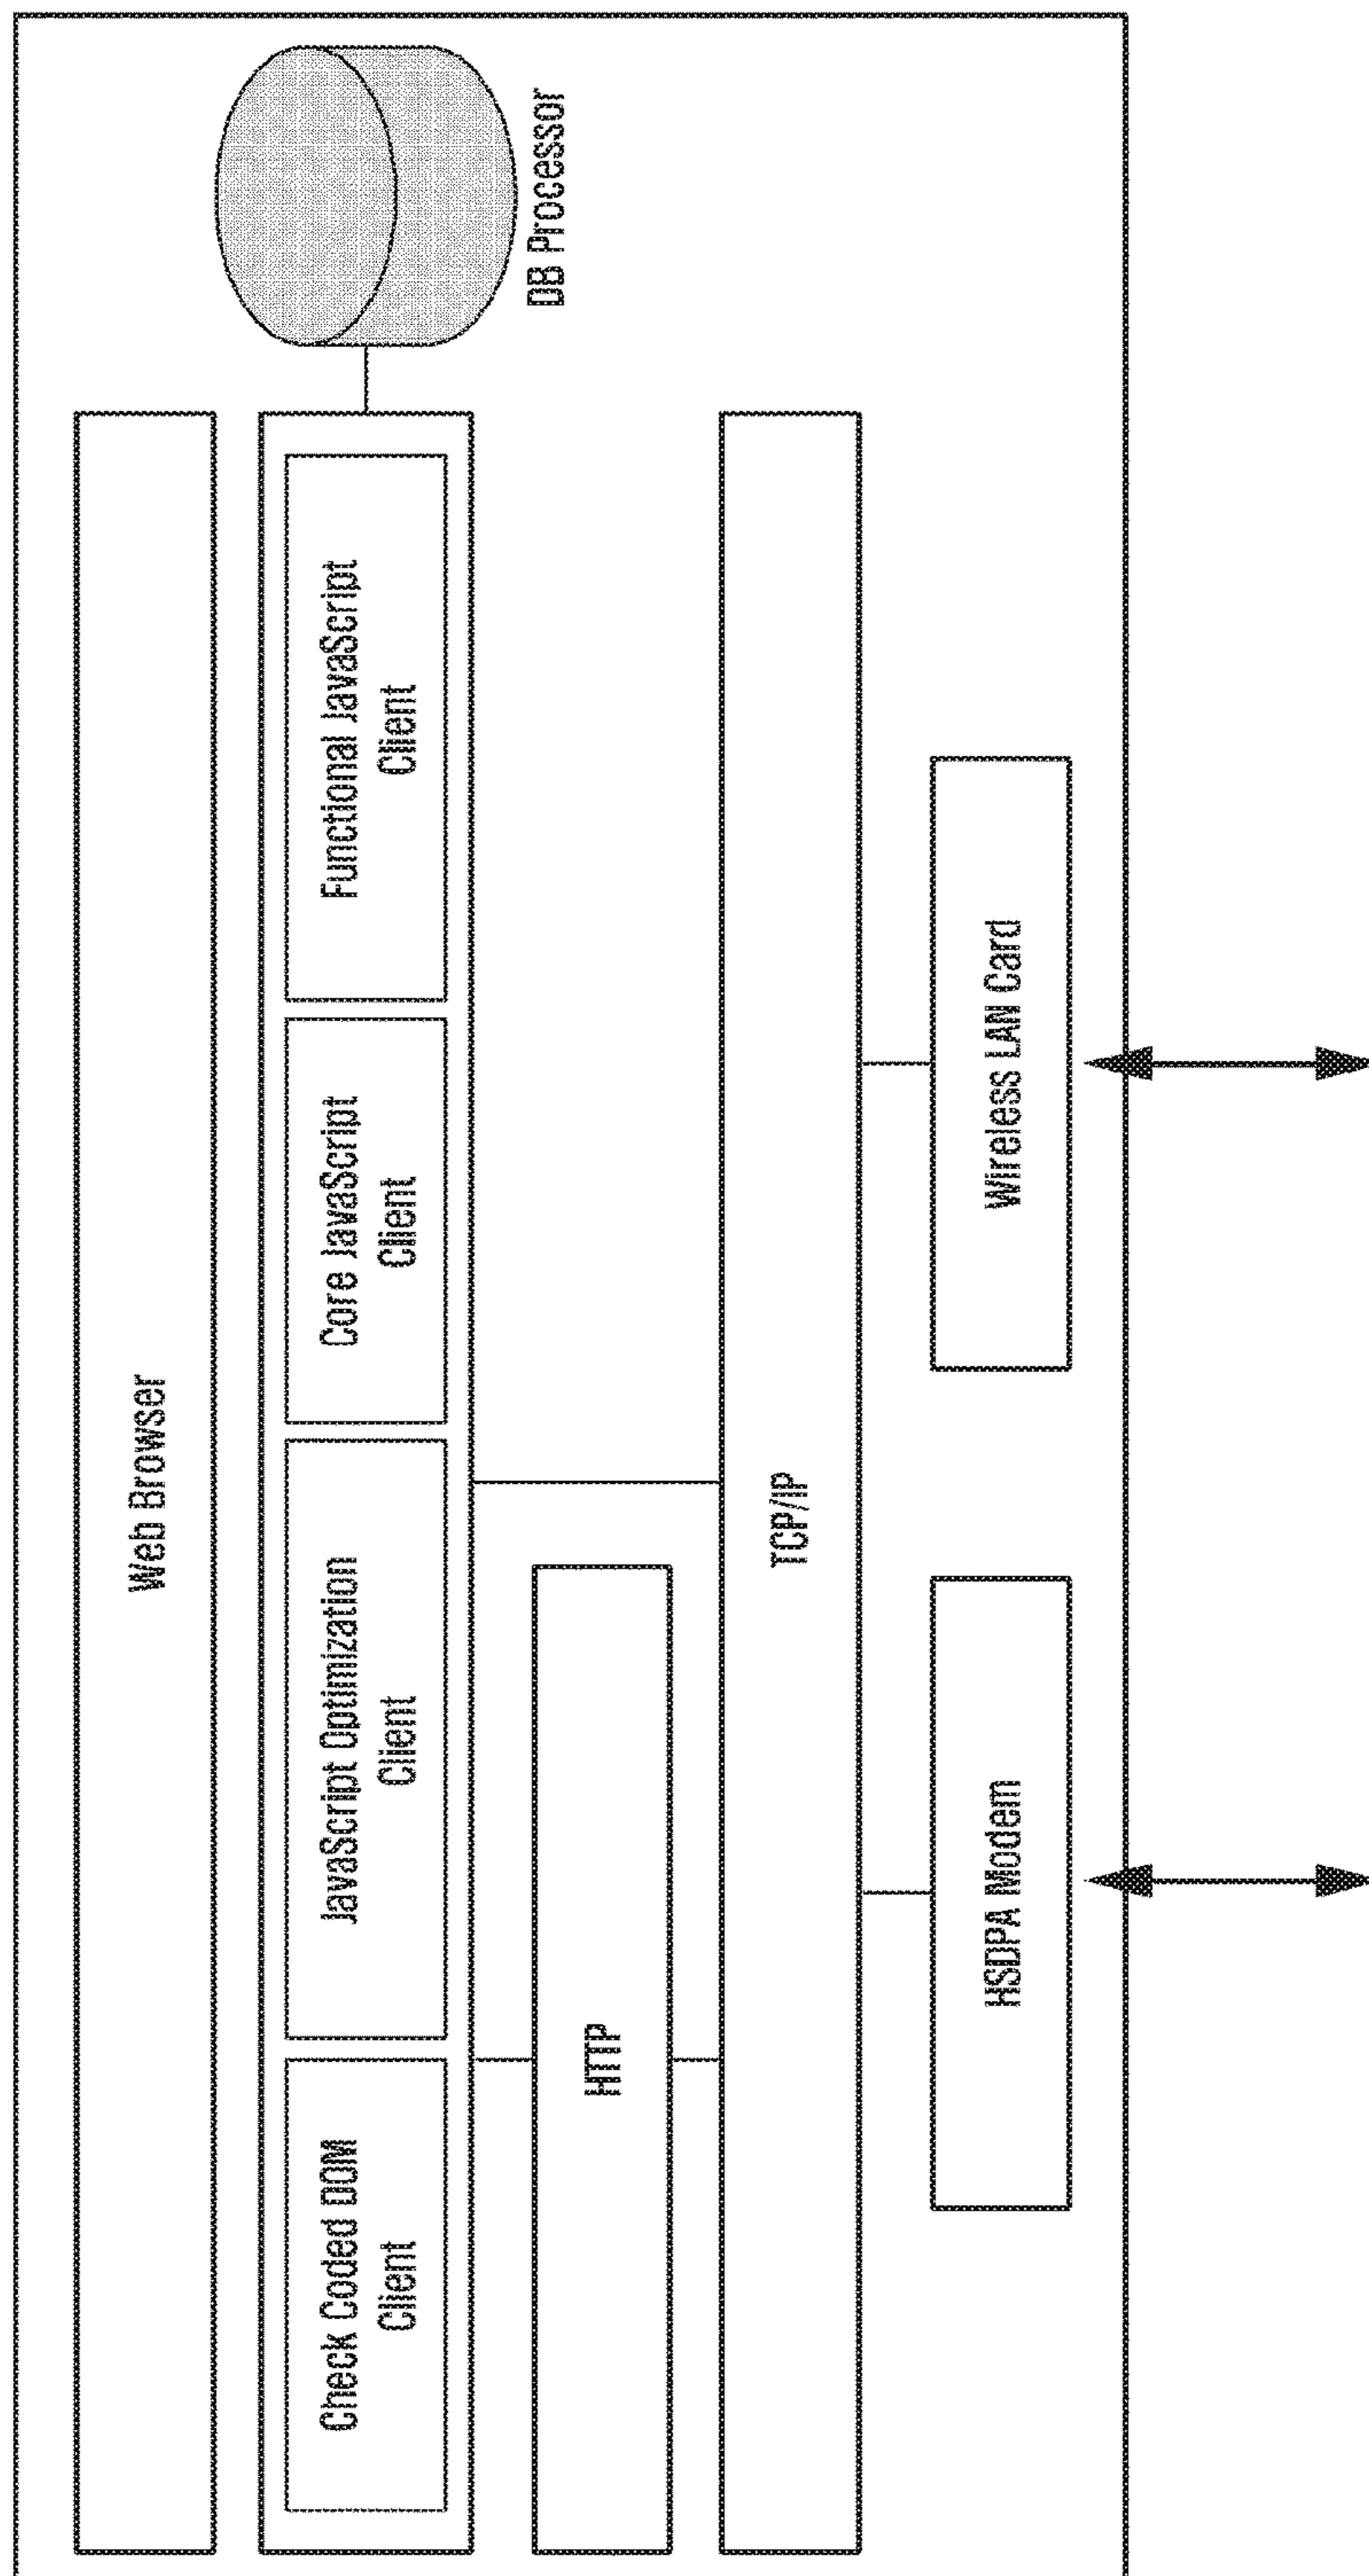 Web Browser
Check Coded DOM
Client
JavaScript Optimization
Client
Core JavaScript
Client
Functional JavaScript
Client
DB Processor
HTTP
TCP/IP
HSDPA Modem
Wireless LAN Card